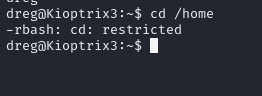 dreg@Kioptrix3:~$ cd /home
-rbash: cd: restricted
dreg@Kioptrix3:~$